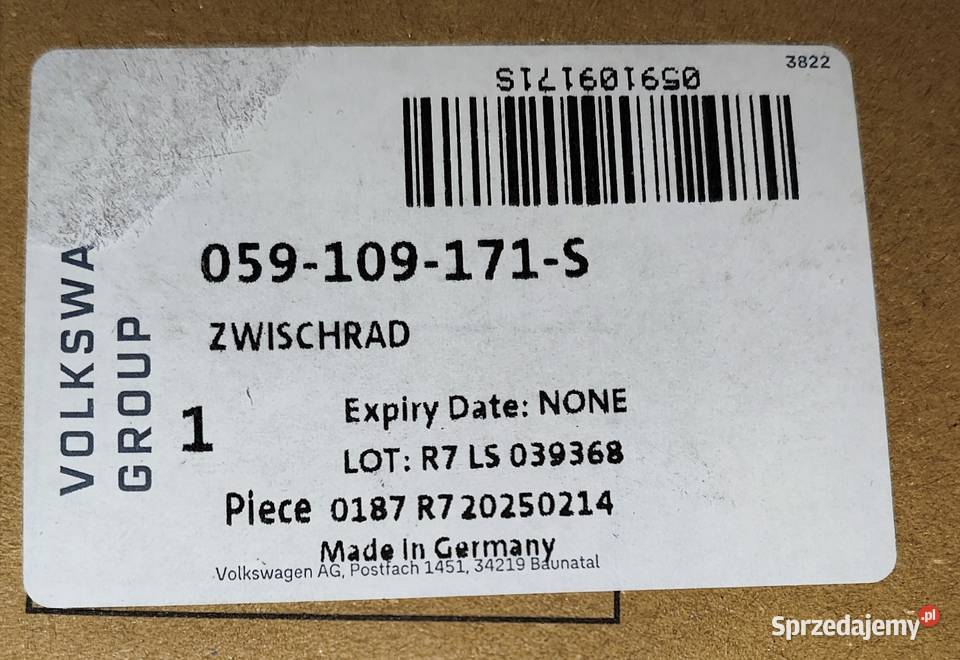 3822
059109171S
059-109-171-S
ZWISCHRAD
VOLKSWA
GROUP
1
Expiry Date: NONE
LOT: R7 LS 039368
Piece 0187 R7 20250214
Made in Germany
Volkswagen AG, Postfach 1451, 34219 Baunatal
Sprzedajemy.pl